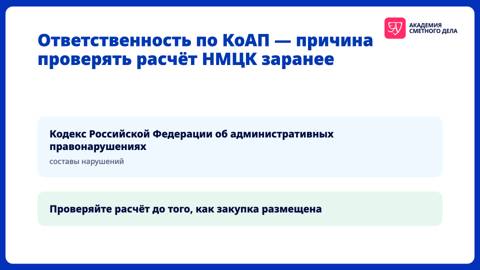 Ответственность по КоАП — причина
проверять расчёт НМЦК заранее
АКАДЕМИЯ
СМЕТНОГО ДЕЛА
Кодекс Российской Федерации об административных
правонарушениях
составы нарушений
Проверяйте расчёт до того, как закупка размещена